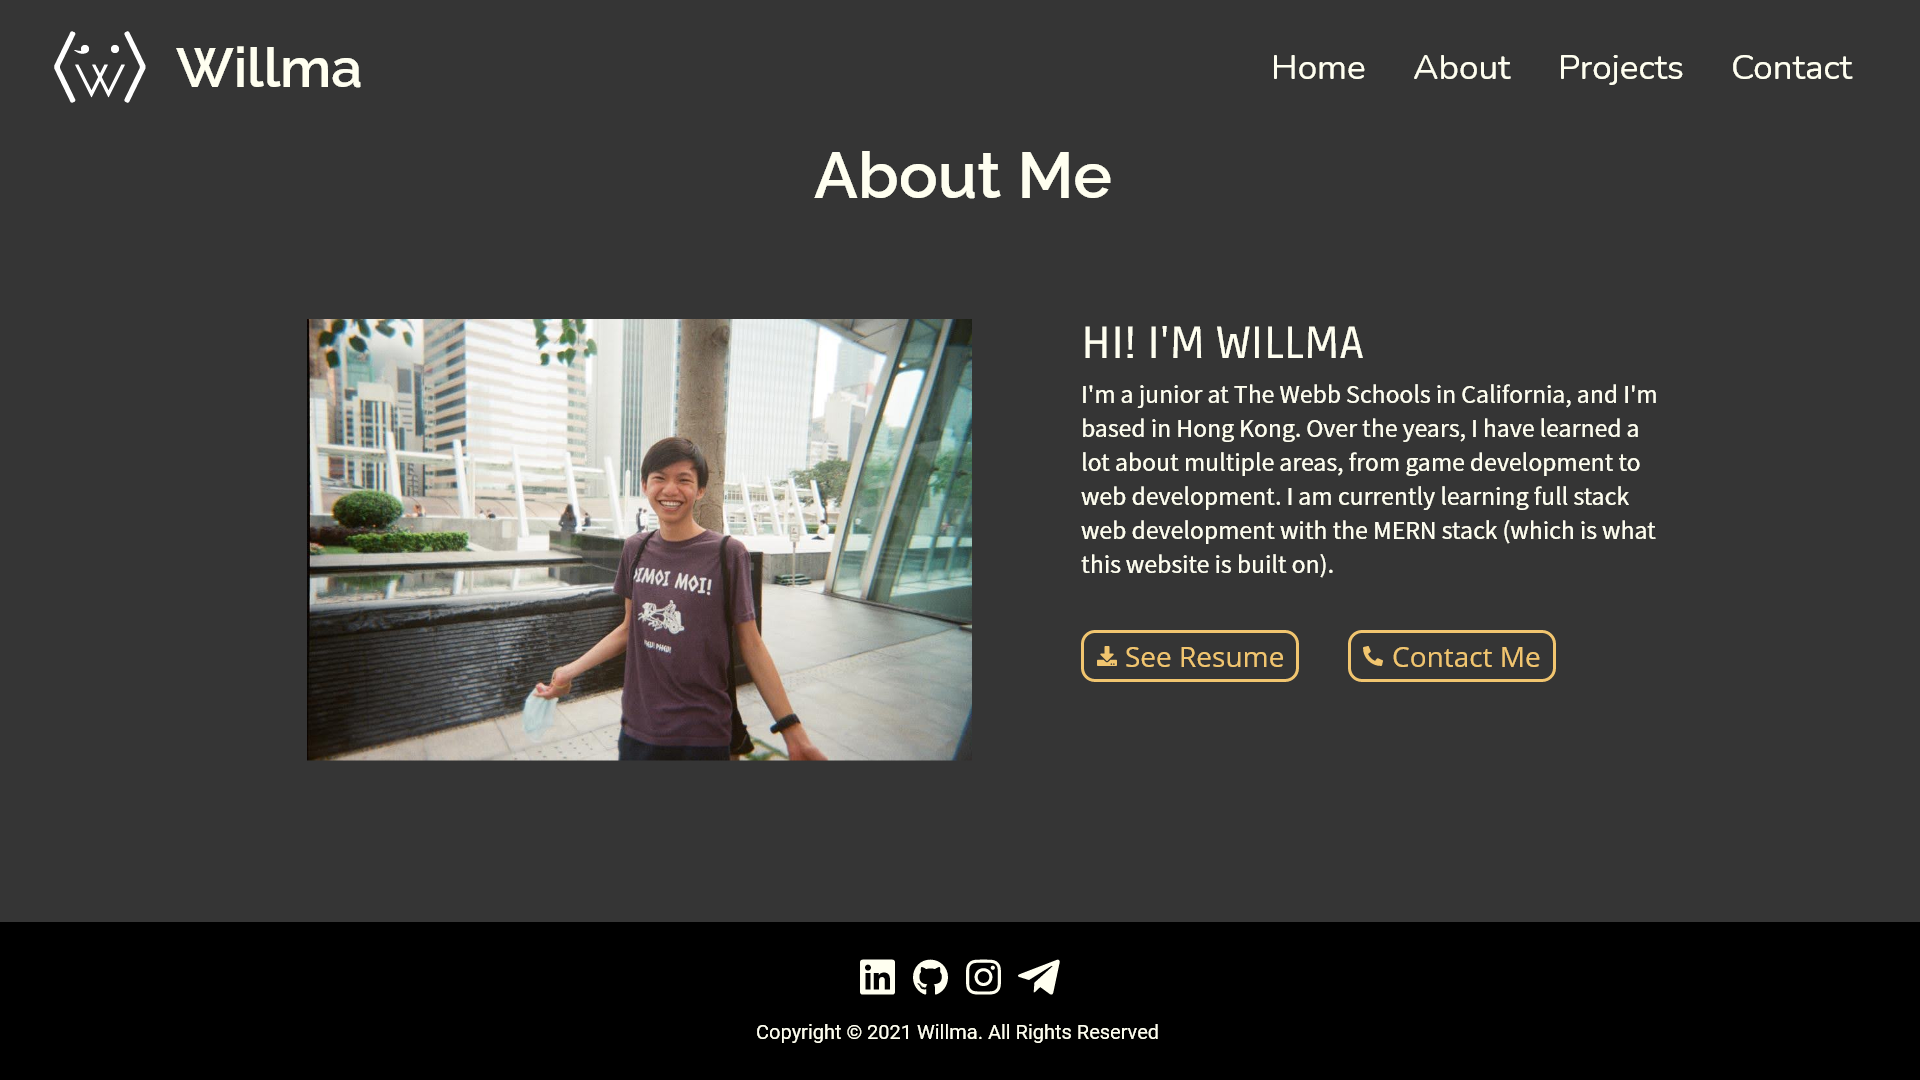 Willma
Home
About
Projects
Contact
About Me
HI! I'M WILLMA
I'm a junior at The Webb Schools in California, and I'm
based in Hong Kong. Over the years, I have learned a
lot about multiple areas, from game development to
web development. I am currently learning full stack
web development with the MERN stack (which is what
this website is built on).
MOI MOI!
See Resume
Contact Me
Copyright © 2021 Willma. All Rights Reserved